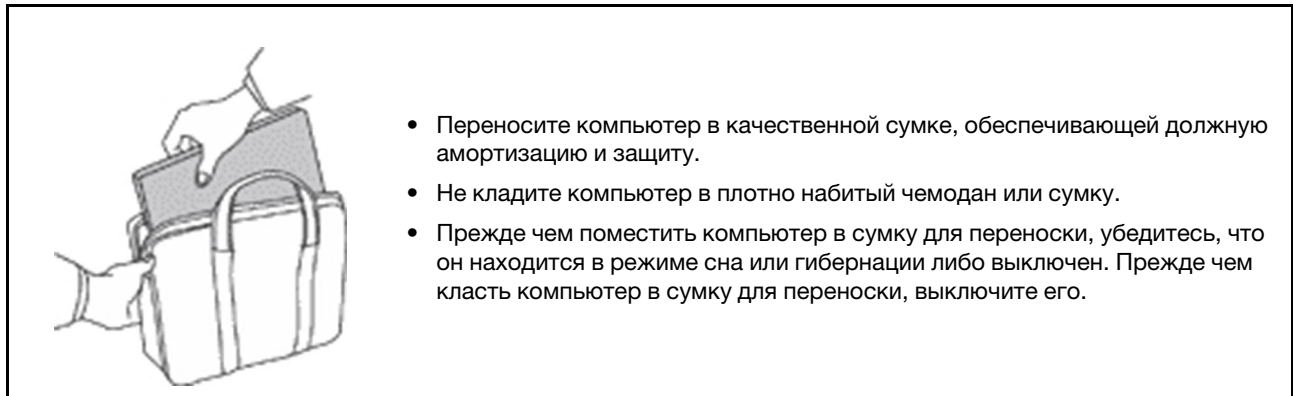 • Переносите компьютер в качественной сумке, обеспечивающей должную
амортизацию и защиту.
• Не кладите компьютер в плотно набитый чемодан или сумку.
• Прежде чем поместить компьютер в сумку для переноски, убедитесь, что
он находится в режиме сна или гибернации либо выключен. Прежде чем
класть компьютер в сумку для переноски, выключите его.